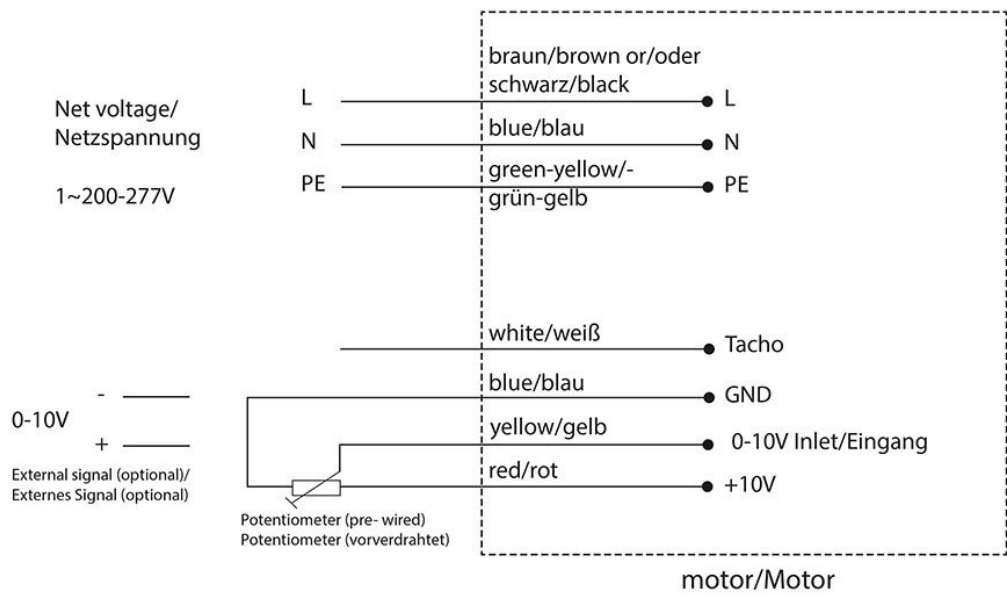 braun/brown or/oder
schwarz/black
Net voltage/
Netzspannung
1~200-277V
L
L
N
blue/blau
N
PE
green-yellow/-
grün-gelb
PE
white/weiß
Tacho
blue/blau
GND
-
0-10V
+
External signal (optional)/
Externes Signal (optional)
yellow/gelb
0-10V Inlet/Eingang
red/rot
+10V
Potentiometer (pre- wired)
Potentiometer (vorverdrahtet)
motor/Motor